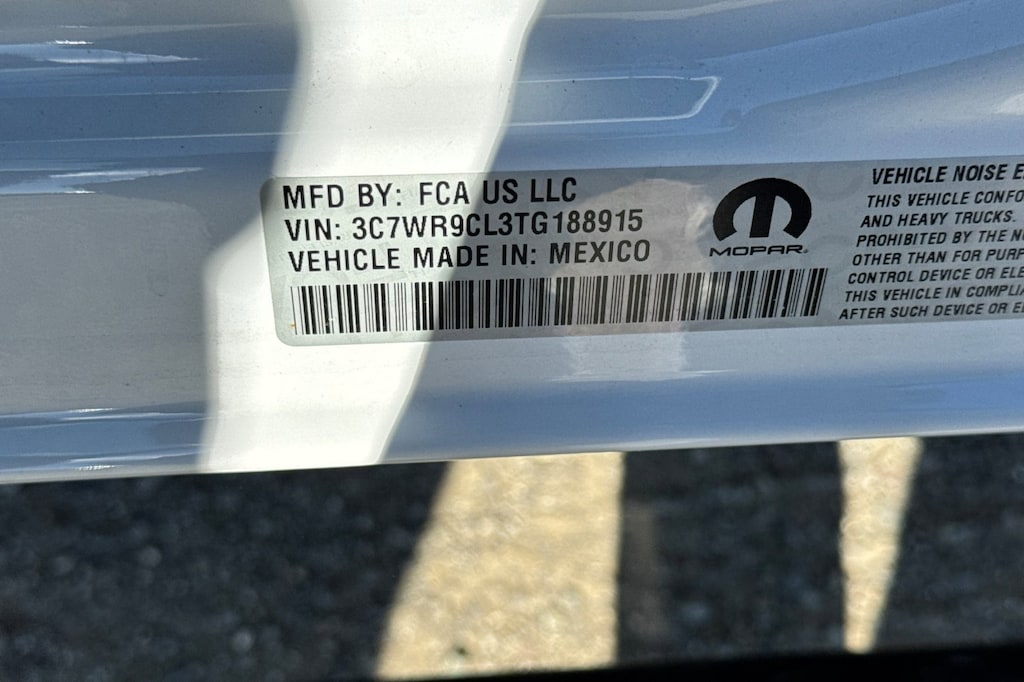 MFD BY: FCA US LLC
VIN: 3C7WR9CL3TG188915
VEHICLE MADE IN: MEXICO
MOPAR®
VEHICLE NOISE E
THIS VEHICLE CONFO
AND HEAVY TRUCKS.
PROHIBITED BY THE N
OTHER THAN FOR PURP
CONTROL DEVICE OR ELE
THIS VEHICLE IN COMPLIA
AFTER SUCH DEVICE OR E